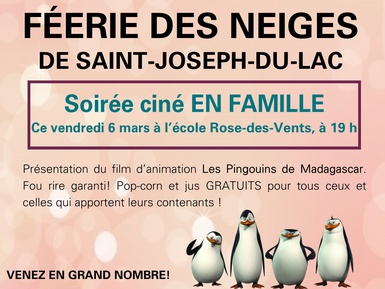 FÉERIE DES NEIGES
DE SAINT-JOSEPH-DU-LAC
Soirée ciné EN FAMILLE
Ce vendredi 6 mars à l'école Rose-des-Vents, à 19 h
Présentation du film d'animation Les Pingouins de Madagascar.
Fou rire garanti! Pop-corn et jus GRATUITS pour tous ceux et
celles qui apportent leurs contenants !
VENEZ EN GRAND NOMBRE!